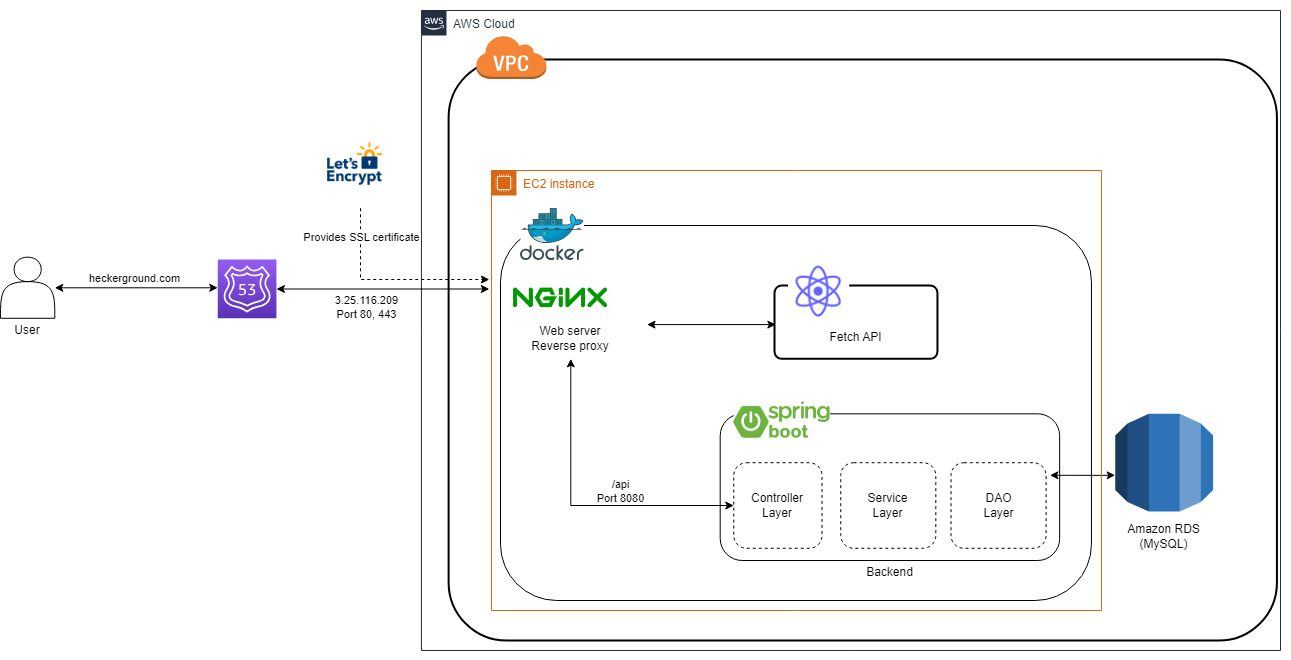 aws
AWS Cloud
VPC
Let's
Encrypt
EC2 instance
docker
Provides SSL certificate
heckerground.com
53
3.25.116.209
Port 80, 443
User
NGiNX
Web server
Reverse proxy
Fetch API
spring
boot
/api
Port 8080
Controller
Layer
Service
Layer
DAO
Layer
Backend
Amazon RDS
(MySQL)